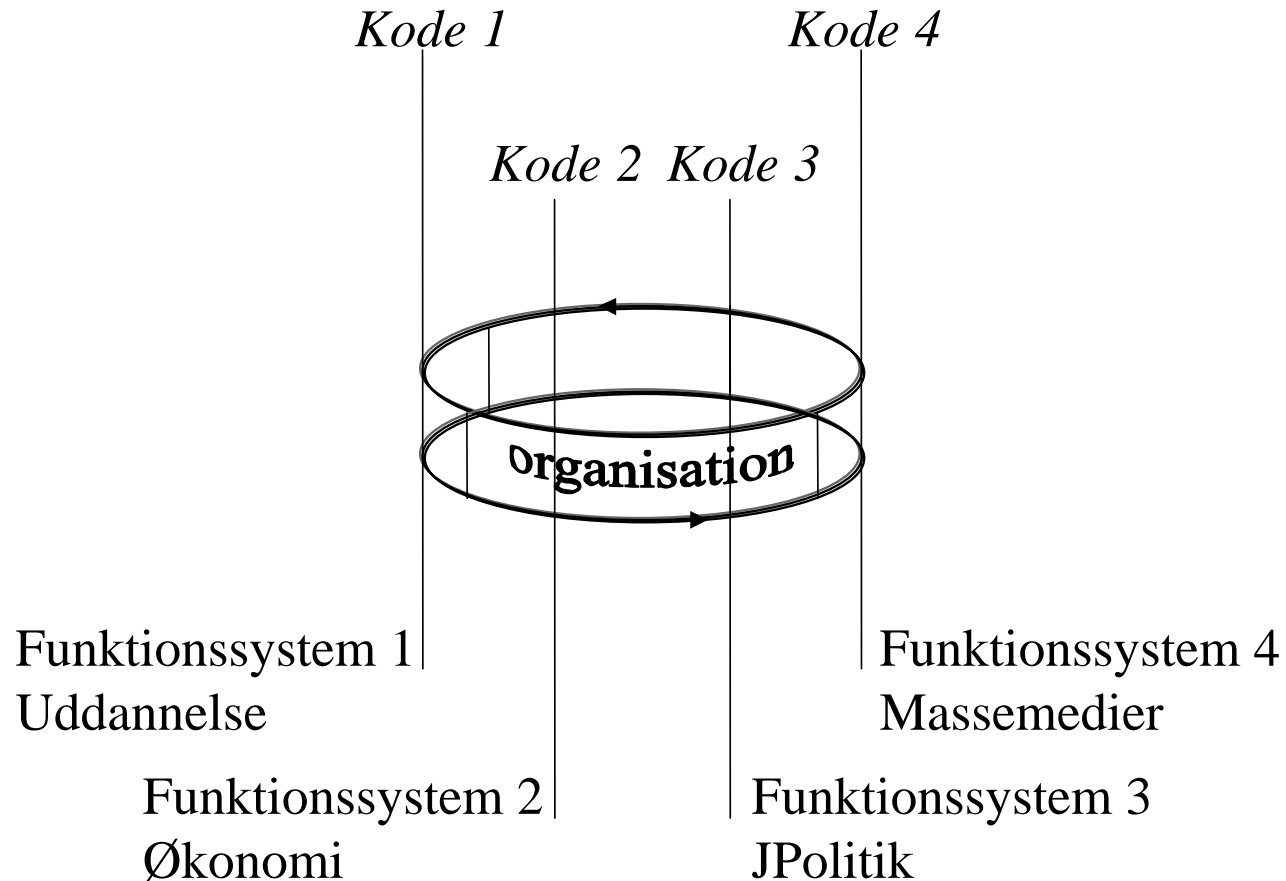 Kode 1
Kode 4
Kode 2
Kode 3
organisation
Funktionssystem 1
Uddannelse
Funktionssystem 4
Massemedier
Funktionssystem 2
Økonomi
Funktionssystem 3
JPolitik